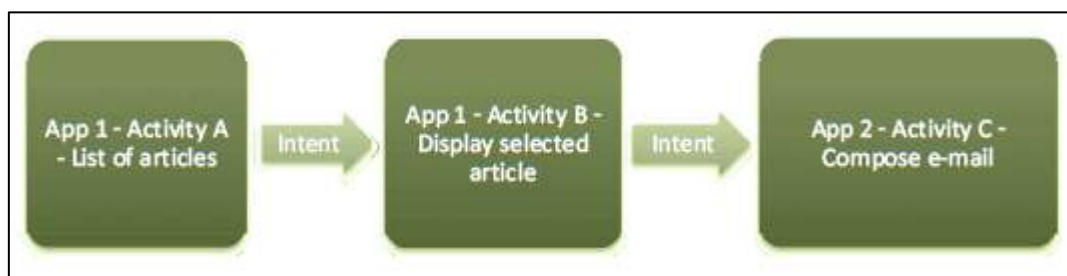 App 1 - Activity A
- List of articles
Intent
App 1 - Activity B -
Display selected
article
Intent
App 2 - Activity C -
Compose e-mail